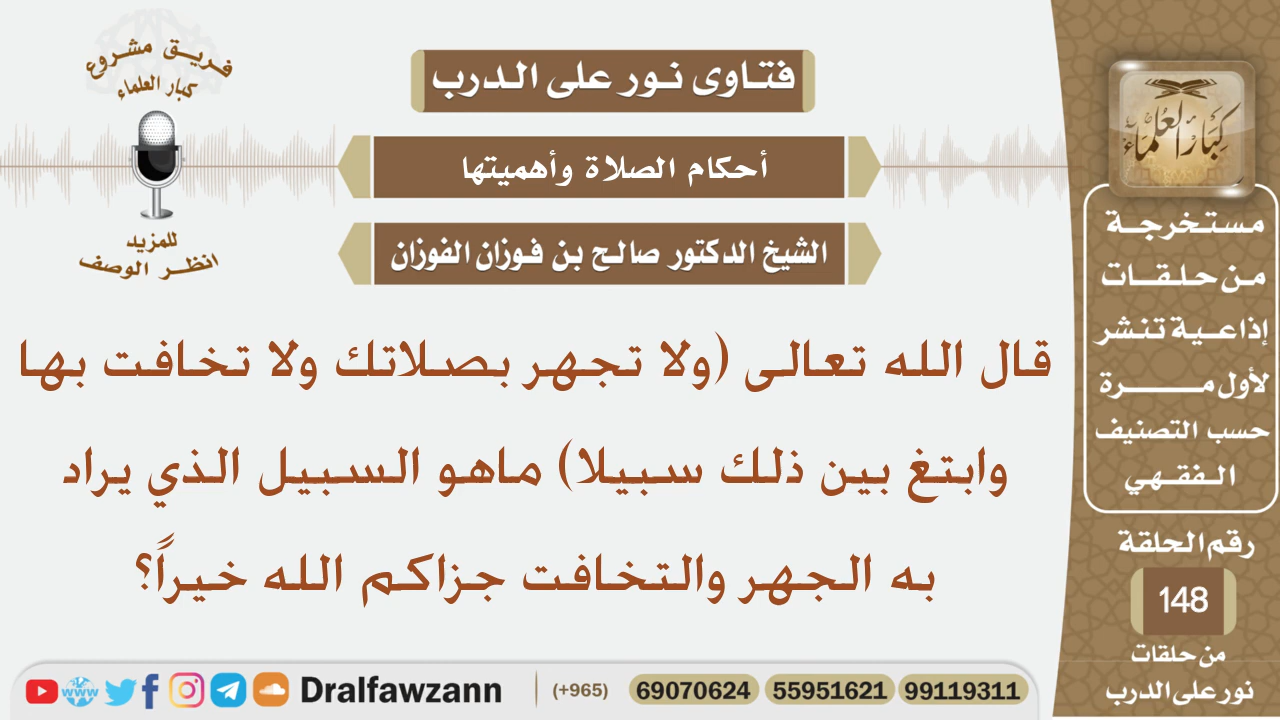 فريق مشروع
كبار العلماء
للمزيد
انظر الوصف
فتاوى نور على الدرب
أحكام الصلاة وأهميتها
الشيخ الدكتور صالح بن فوزان الفوزان
قال الله تعالى (ولا تجهر بصلاتك ولا تخافت بها
وابتغ بين ذلك سبيلا) ماهو السبيل الذي يراد
به الجهر والتخافت جزاكم الله خيراً؟
كبار العلماء
مستخرجة
من حلقات
إذاعية تنشر
لأول مرة
حسب التصنيف
الفقهي
رقم الحلقة
148
من حلقات
نور على الدرب
www Dralfawzann (+965) 69070624 55951621 99119311